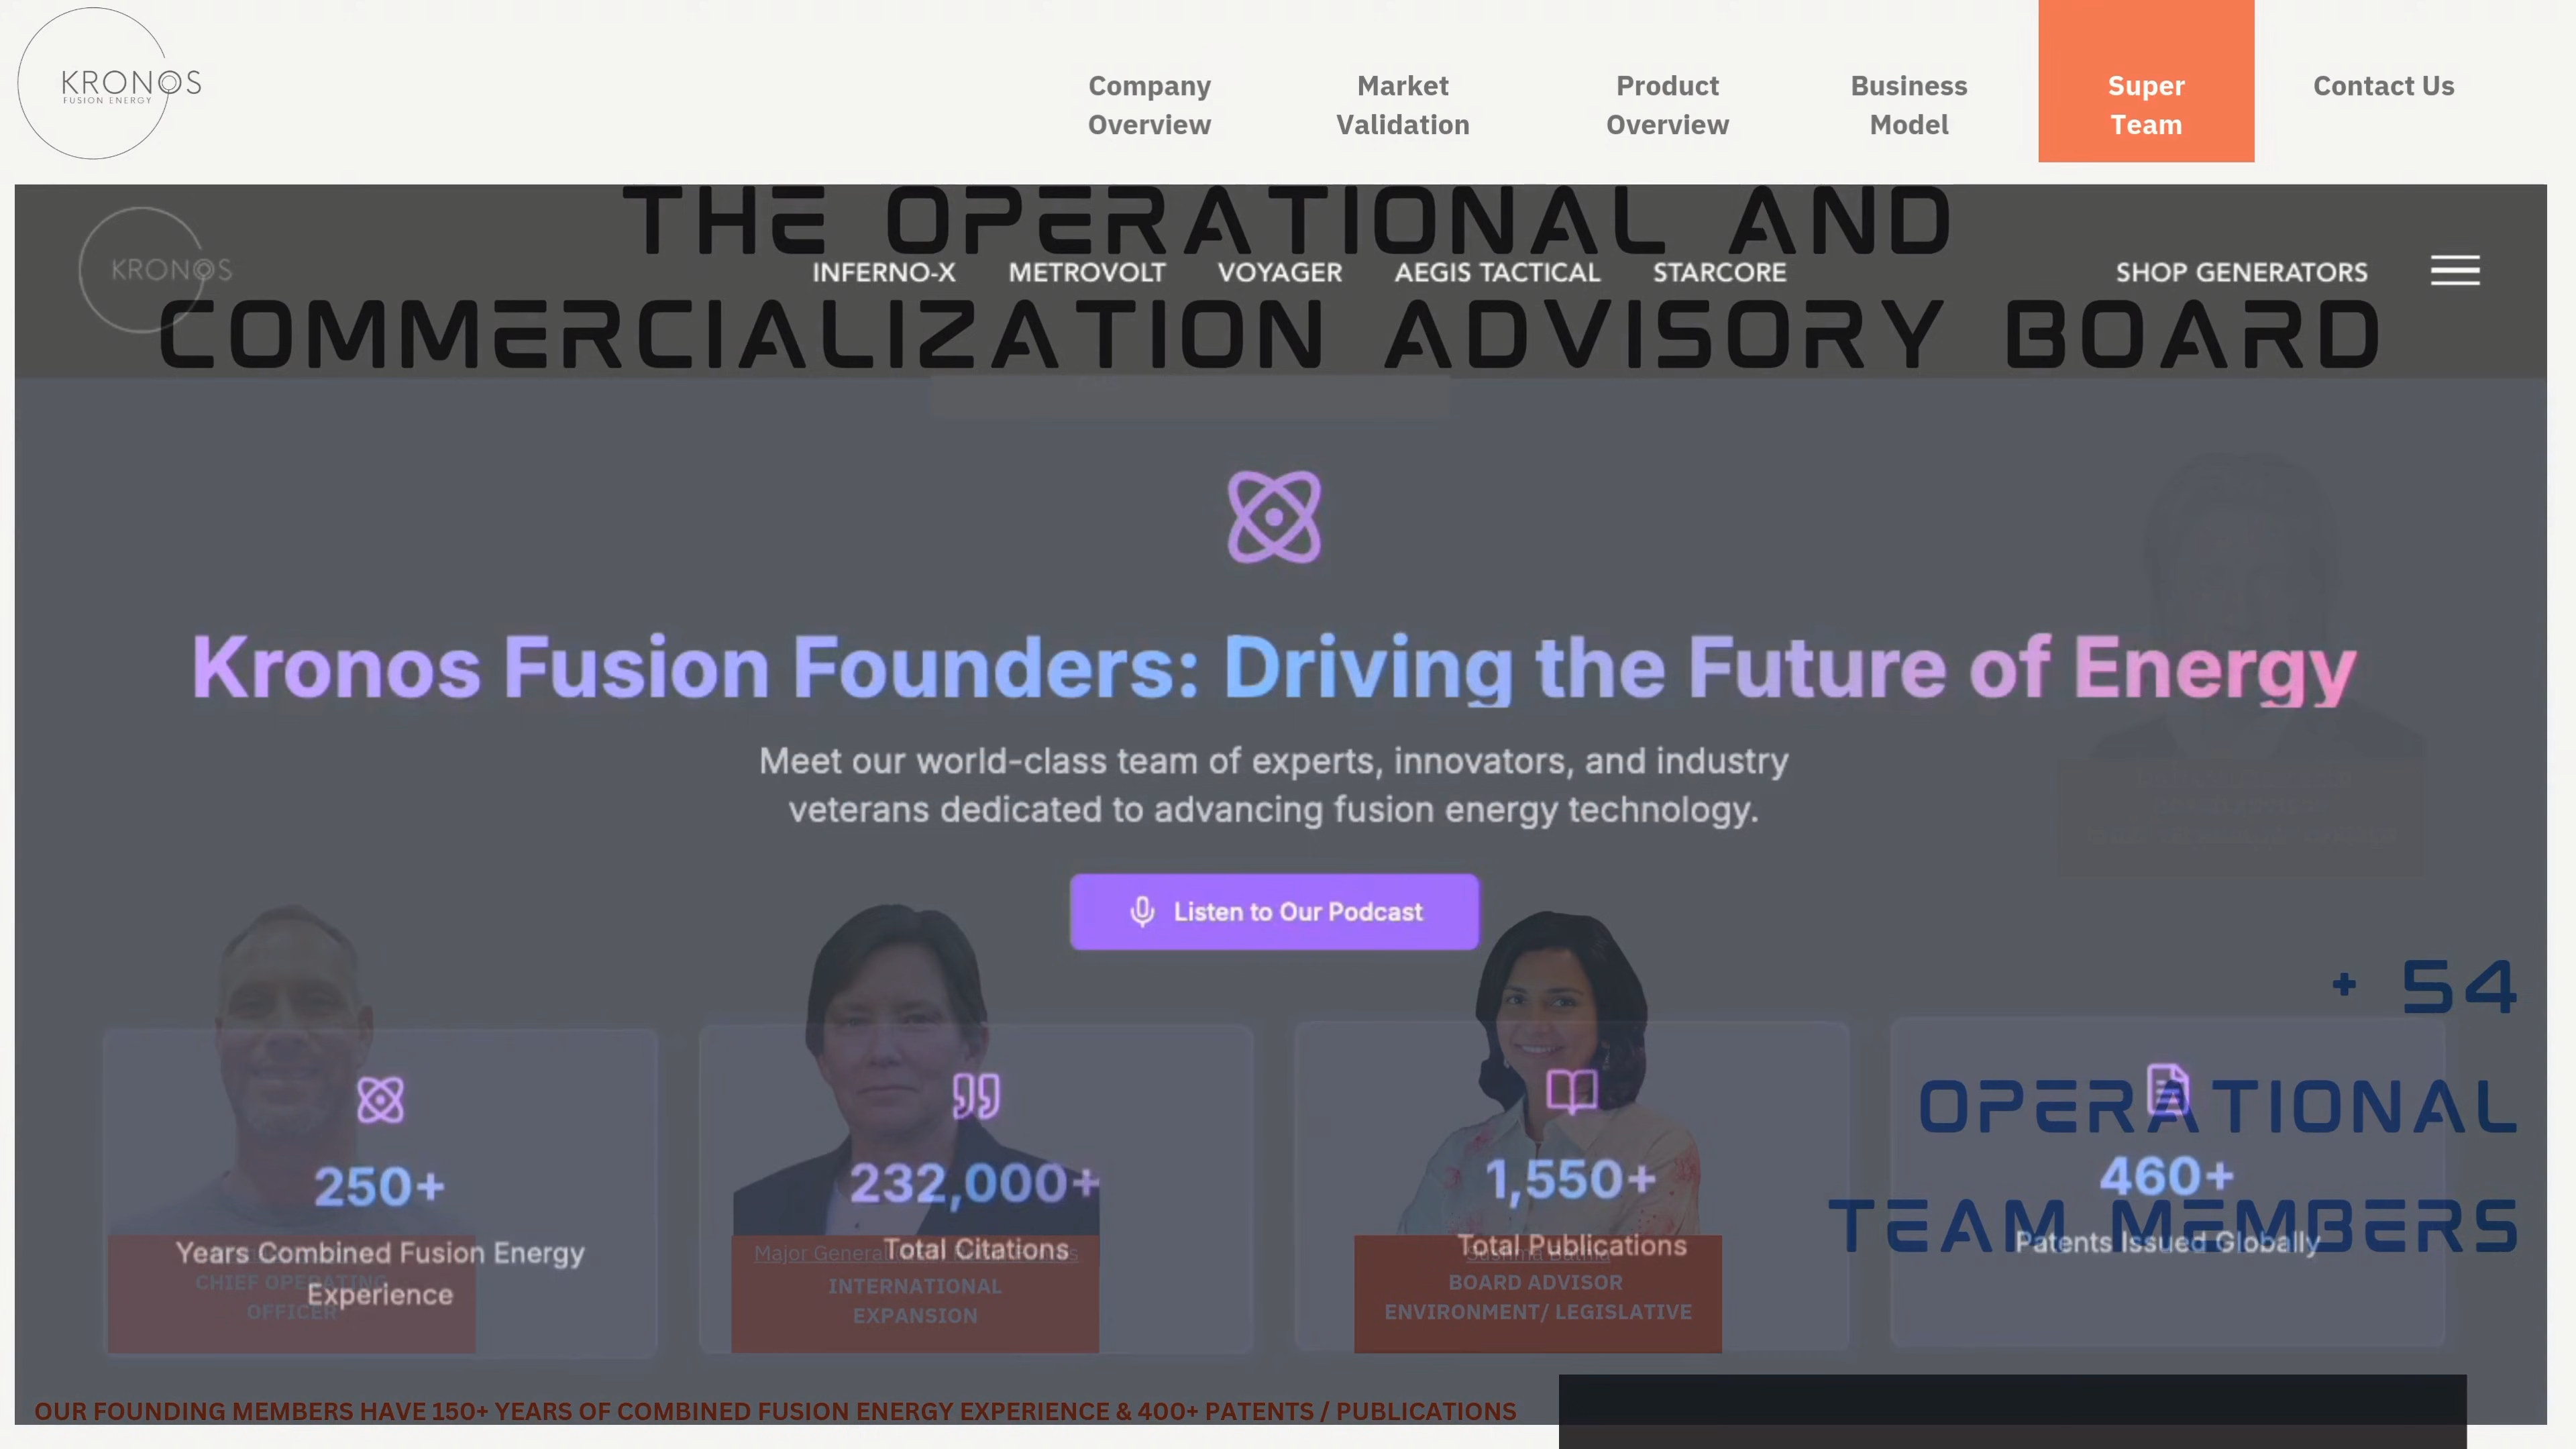 KRONOS
FUSION ENERGY
Company Overview
Market Validation
Product Overview
Business Model
Super Team
Contact Us
THE OPERATIONAL AND
KRONOS
INFERNO-X
METROVOLT
VOYAGER
AEGIS TACTICAL
STARCORE
SHOP GENERATORS
COMMERCIALIZATION ADVISORY BOARD
Kronos Fusion Founders: Driving the Future of Energy
Meet our world-class team of experts, innovators, and industry
veterans dedicated to advancing fusion energy technology.
Listen to Our Podcast
+ 54
OPERATIONAL
TEAM MEMBERS
250+
Years Combined Fusion Energy
Experience
CHIEF OPERATING
OFFICER
232,000+
Total Citations
Major General
INTERNATIONAL
EXPANSION
1,550+
Total Publications
BOARD ADVISOR
ENVIRONMENT/ LEGISLATIVE
460+
Patents Issued Globally
OUR FOUNDING MEMBERS HAVE 150+ YEARS OF COMBINED FUSION ENERGY EXPERIENCE & 400+ PATENTS / PUBLICATIONS